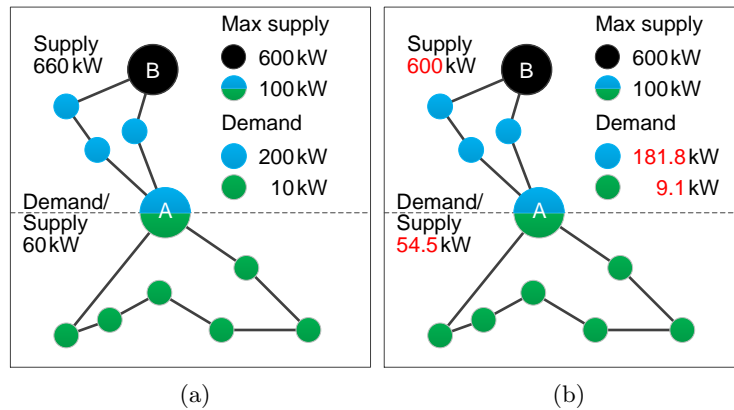 Supply
660 kW
B
Max supply
600 kW
100 kW
Demand
200 kW
10 kW
Demand/
Supply
60 kW
A
(a)
Supply
600 kW
B
Max supply
600 kW
100 kW
Demand
181.8 kW
9.1 kW
Demand/
Supply
54.5 kW
A
(b)